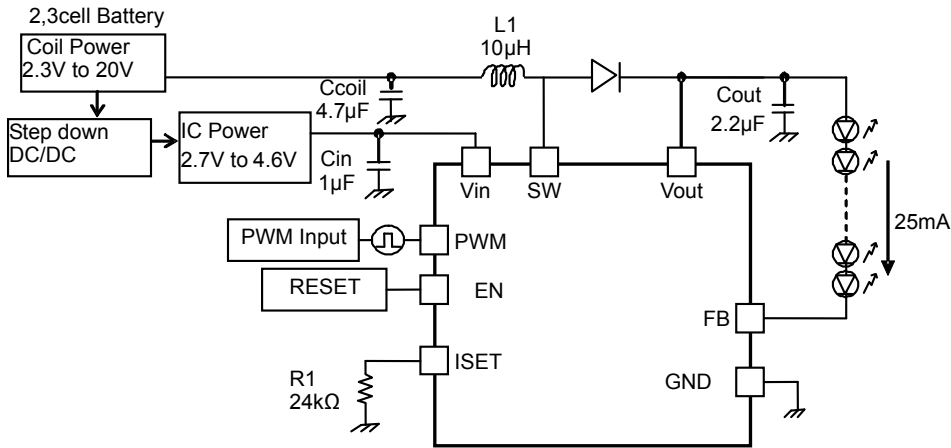 2,3cell Battery
Coil Power
2.3V to 20V
Step down
DC/DC
IC Power
2.7V to 4.6V
Ccoil
4.7µF
Cin
1µF
L1
10µH
Cout
2.2µF
25mA
Vin
SW
Vout
PWM Input
PWM
RESET
EN
ISET
R1
24kΩ
FB
GND